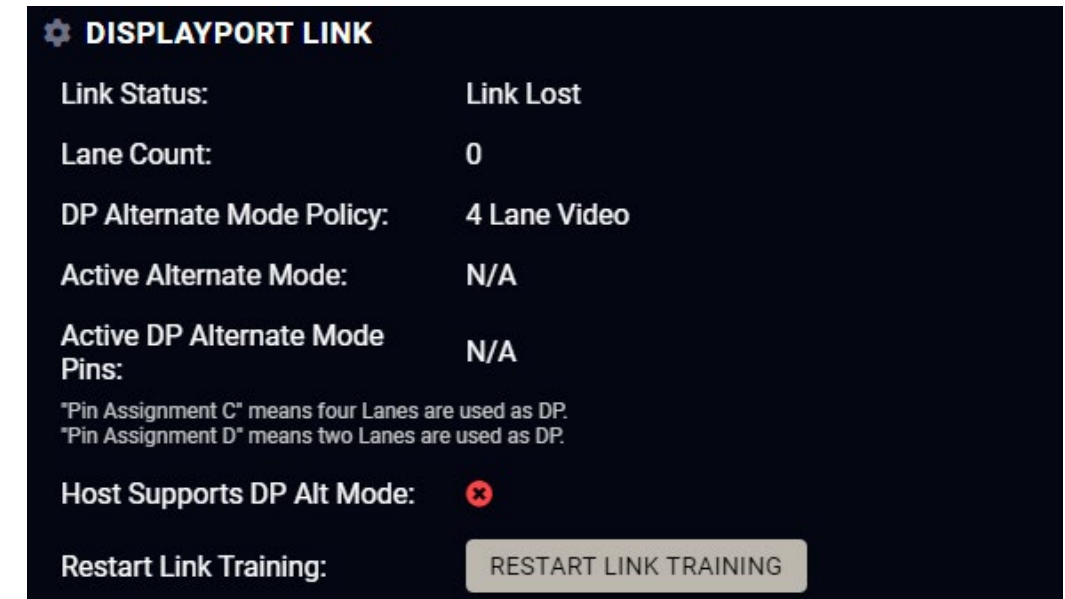 DISPLAYPORT LINK
Link Status: Link Lost
Lane Count: 0
DP Alternate Mode Policy: 4 Lane Video
Active Alternate Mode: N/A
Active DP Alternate Mode
Pins: N/A
"Pin Assignment C" means four Lanes are used as DP.
"Pin Assignment D" means two Lanes are used as DP.
Host Supports DP Alt Mode:
Restart Link Training: RESTART LINK TRAINING